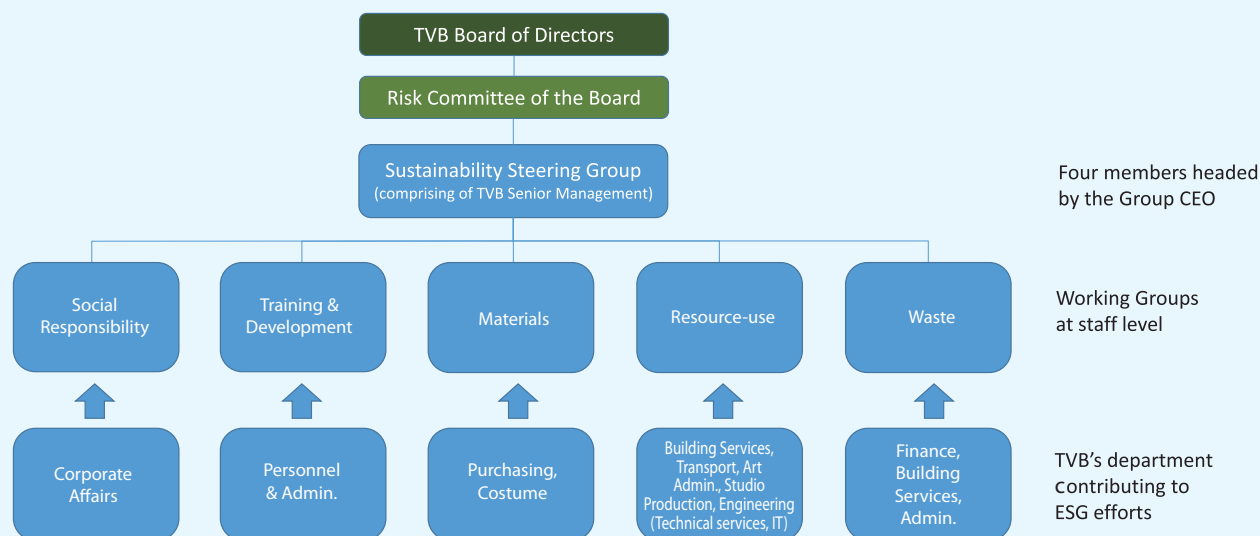 TVB Board of Directors
Risk Committee of the Board
Sustainability Steering Group
(comprising of TVB Senior Management)
Four members headed
by the Group CEO
Social
Responsibility
Training &
Development
Materials
Resource-use
Waste
Working Groups
at staff level
Corporate
Affairs
Personnel
& Admin.
Purchasing,
Costume
Building Services,
Transport, Art
Admin., Studio
Production, Engineering
(Technical services, IT)
Finance,
Building
Services,
Admin.
TVB’s department
contributing to
ESG efforts